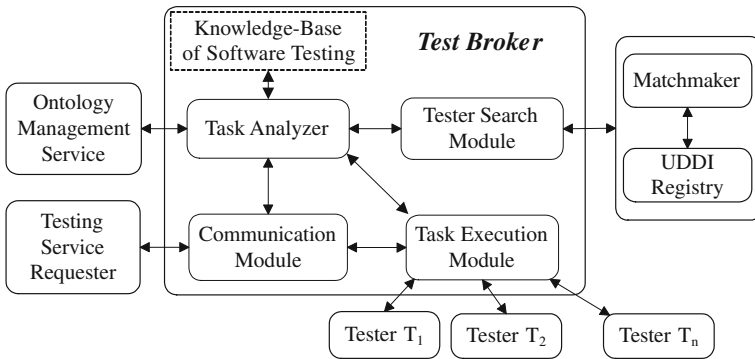 Knowledge-Base
of Software Testing
Test Broker
Matchmaker
Ontology
Management
Service
Task Analyzer
Tester Search
Module
UDDI
Registry
Testing
Service
Requester
Communication
Module
Task Execution
Module
Tester T1
Tester T2
Tester Tn